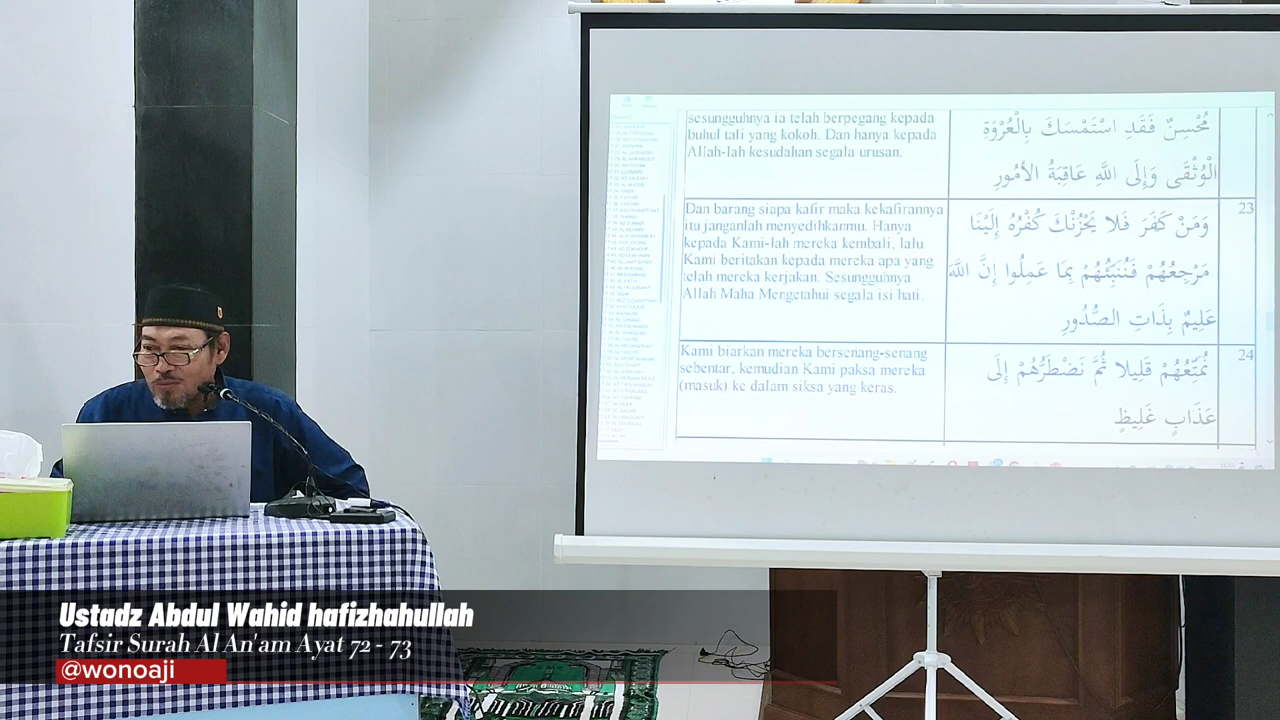 sesungguhnya ia telah berpegang kepada
buhul tali yang kokoh. Dan hanya kepada
Allah-lah kesudahan segala urusan.
مُحْسِنٌ فَقَدِ اسْتَمْسَكَ بِالْعُرْوَةِ
الْوُثْقَى وَإِلَى اللَّهِ عَاقِبَةُ الأمُورِ
Dan barang siapa kafir maka kekafirannya
itu janganlah menyedihkanmu. Hanya
kepada Kami-lah mereka kembali, lalu
Kami beritakan kepada mereka apa yang
telah mereka kerjakan. Sesungguhnya
Allah Maha Mengetahui segala isi hati.
وَمَنْ كَفَرَ فَلا يَحْزُنْكَ كُفْرُهُ إِلَيْنَا
مَرْجِعُهُمْ فَنُنَبِّئُهُمْ بِمَا عَمِلُوا إِنَّ اللَّهَ
عَلِيمٌ بِذَاتِ الصُّدُورِ
23
Kami biarkan mereka bersenang-senang
sebentar, kemudian Kami paksa mereka
(masuk) ke dalam siksa yang keras.
نُمَتِّعُهُمْ قَلِيلا ثُمَّ نَضْطَرُّهُمْ إِلَى
عَذَابٍ غَلِيظٍ
24
Ustadz Abdul Wahid hafizhahullah
Tafsir Surah Al An'am Ayat 72 - 73
@wonoaji